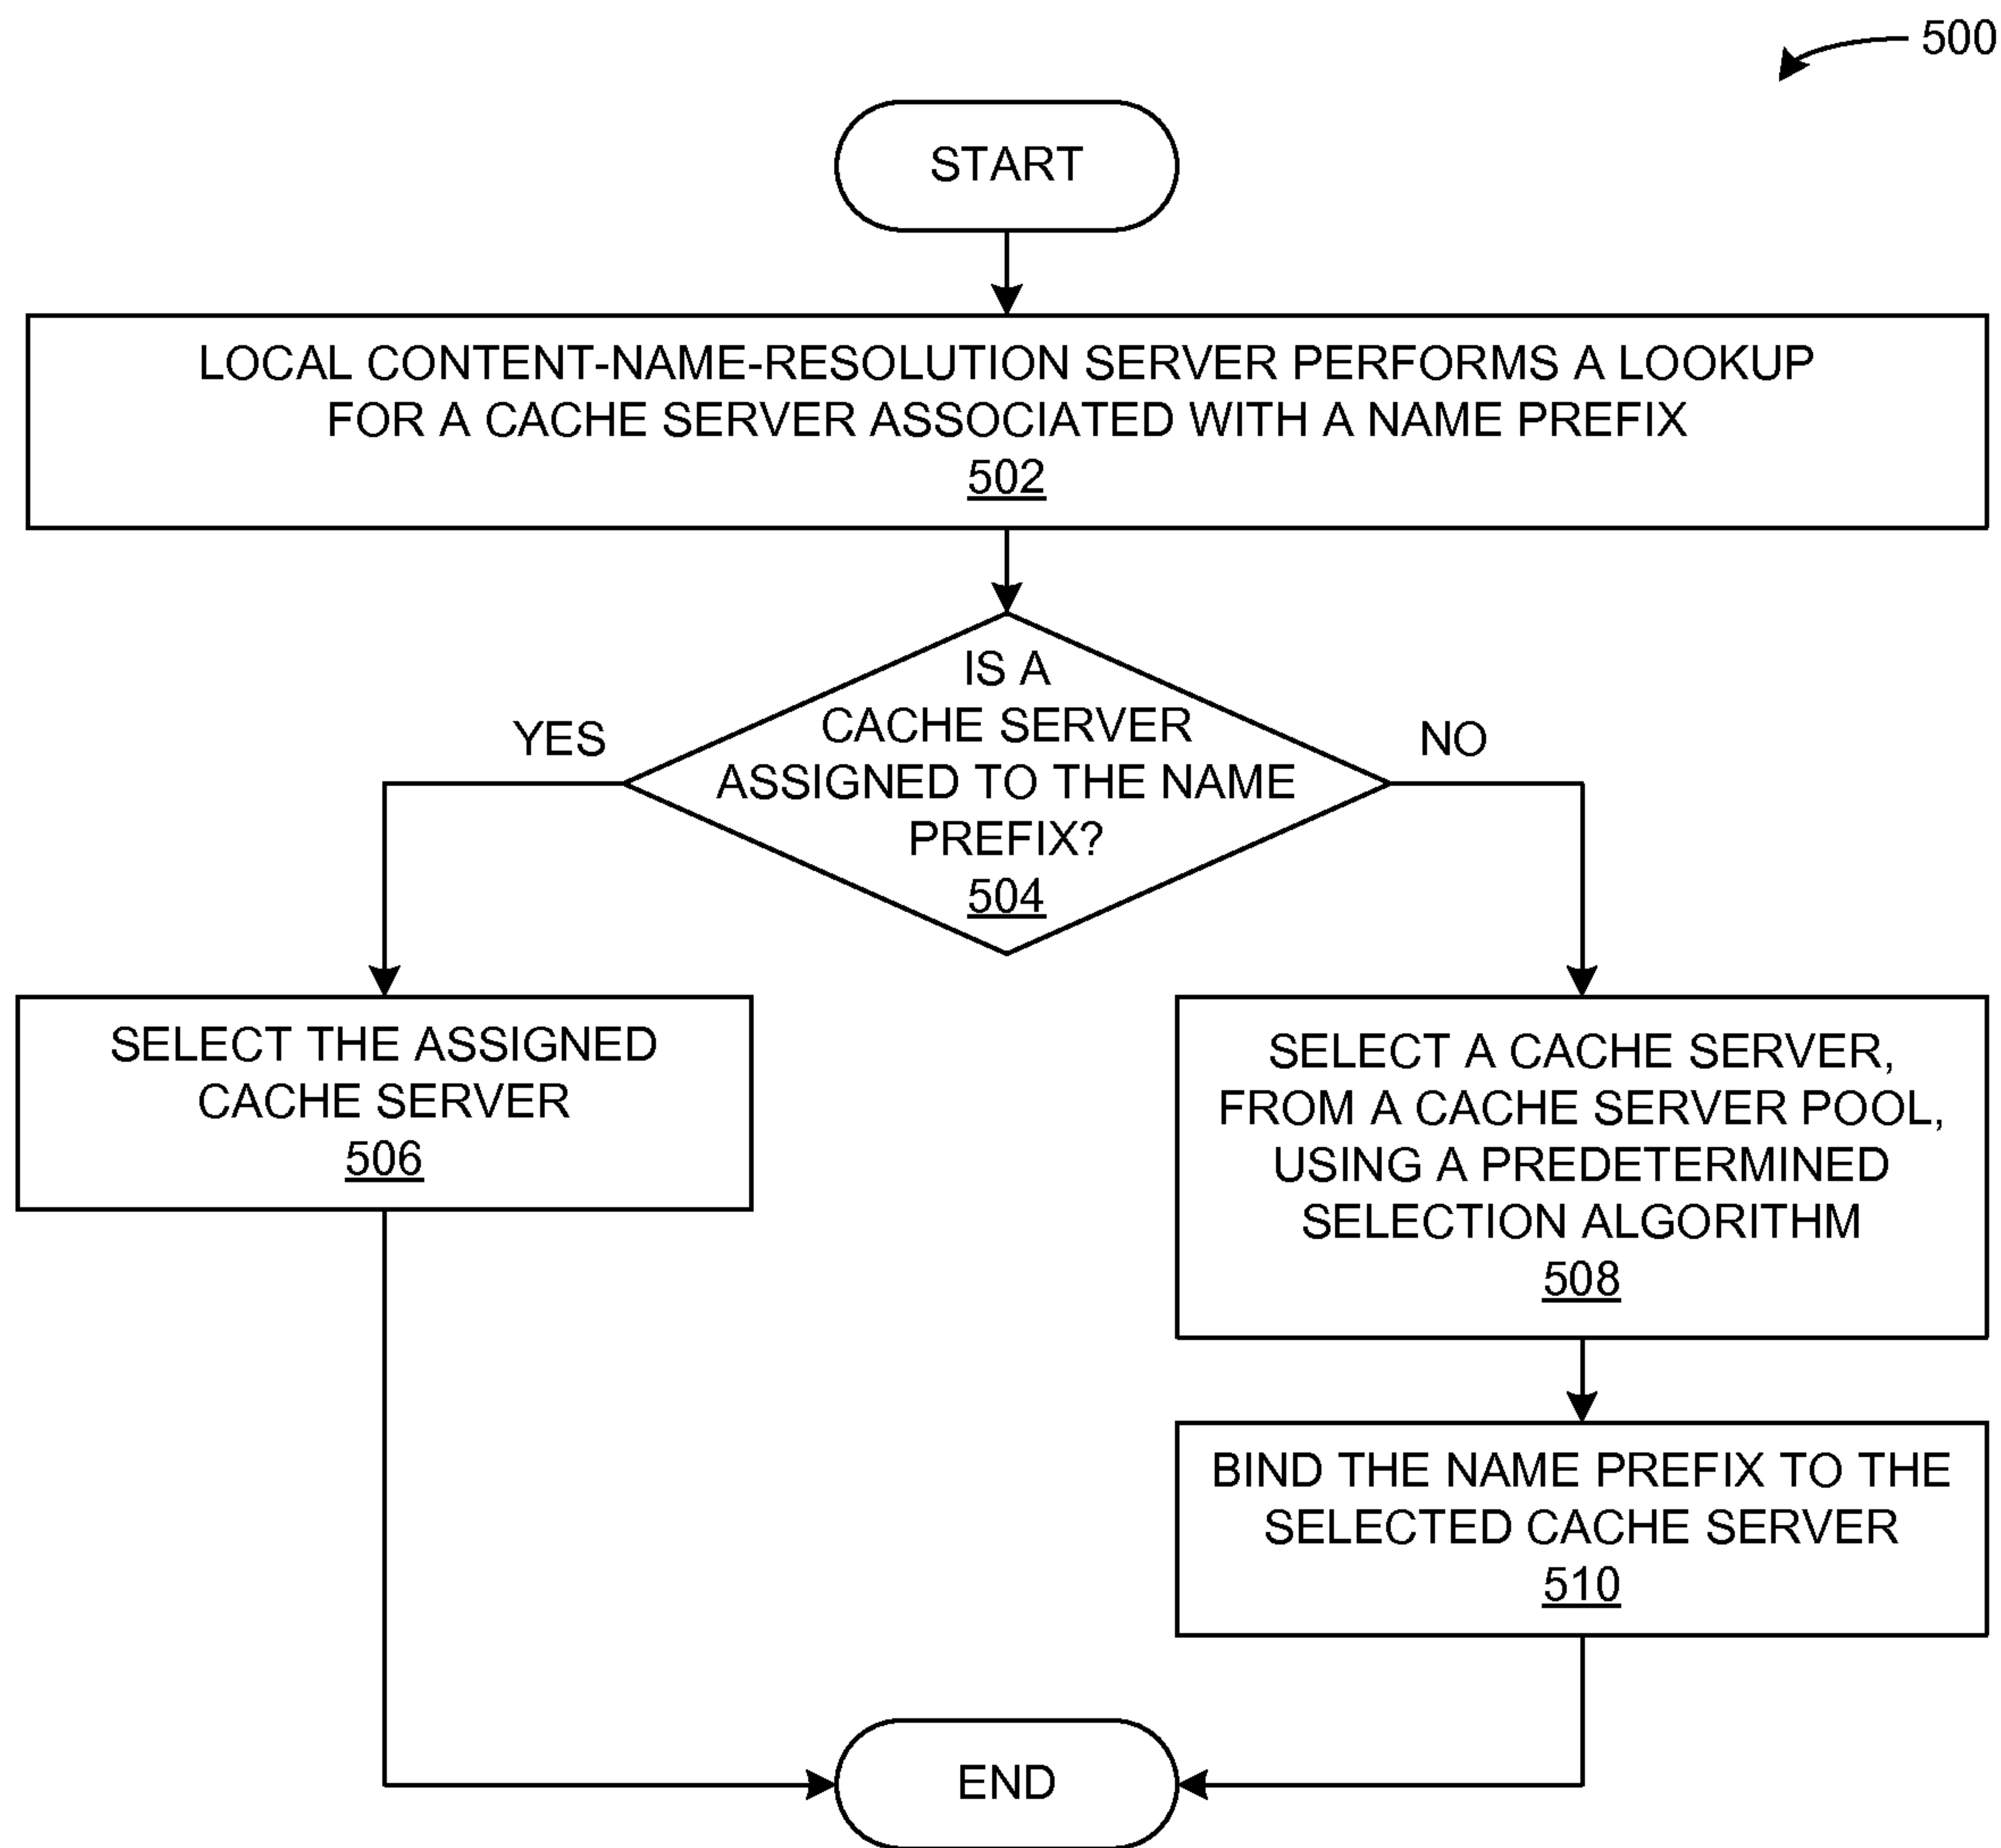 500
START
LOCAL CONTENT-NAME-RESOLUTION SERVER PERFORMS A LOOKUP
FOR A CACHE SERVER ASSOCIATED WITH A NAME PREFIX
502
IS A
CACHE SERVER
ASSIGNED TO THE NAME
PREFIX?
504
YES
NO
SELECT THE ASSIGNED
CACHE SERVER
506
SELECT A CACHE SERVER,
FROM A CACHE SERVER POOL,
USING A PREDETERMINED
SELECTION ALGORITHM
508
BIND THE NAME PREFIX TO THE
SELECTED CACHE SERVER
510
END